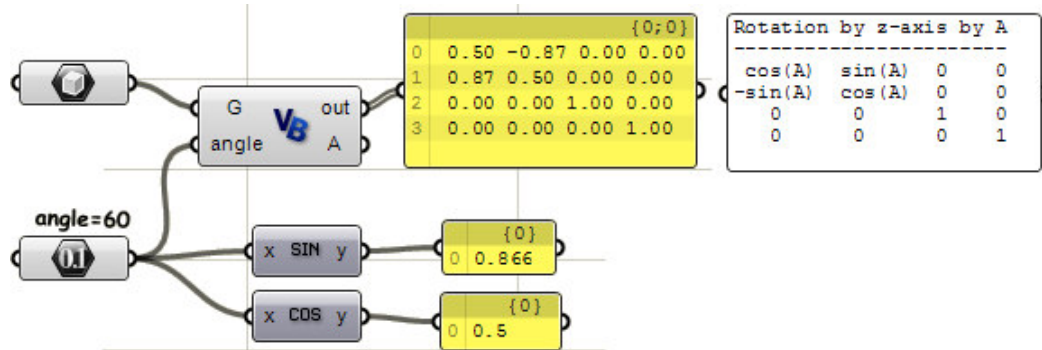 {0;0}
0 0.50 -0.87 0.00 0.00
1 0.87 0.50 0.00 0.00
2 0.00 0.00 1.00 0.00
3 0.00 0.00 0.00 1.00
Rotation by z-axis by A
-----------------------
cos(A) sin(A) 0 0
-sin(A) cos(A) 0 0
0 0 1 0
0 0 0 1
G out
VB
angle A
angle=60
0.1
x SIN y
{0}
0 0.866
x COS y
{0}
0 0.5